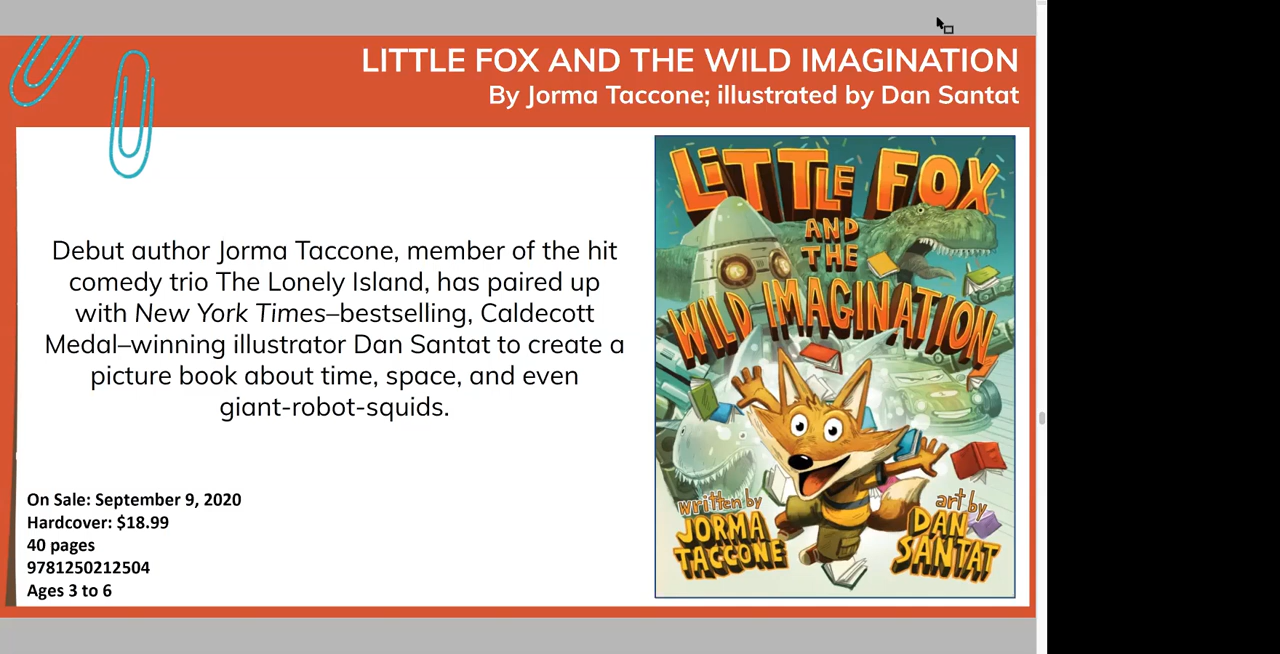 LITTLE FOX AND THE WILD IMAGINATION
By Jorma Taccone; illustrated by Dan Santat
Debut author Jorma Taccone, member of the hit
comedy trio The Lonely Island, has paired up
with New York Times–bestselling, Caldecott
Medal–winning illustrator Dan Santat to create a
picture book about time, space, and even
giant-robot-squids.
On Sale: September 9, 2020
Hardcover: $18.99
40 pages
9781250212504
Ages 3 to 6
LiTTLE FOX
AND
THE
WILD IMAGINATION
written by
JORMA
TACCONE
art by
DAN
SANTAT